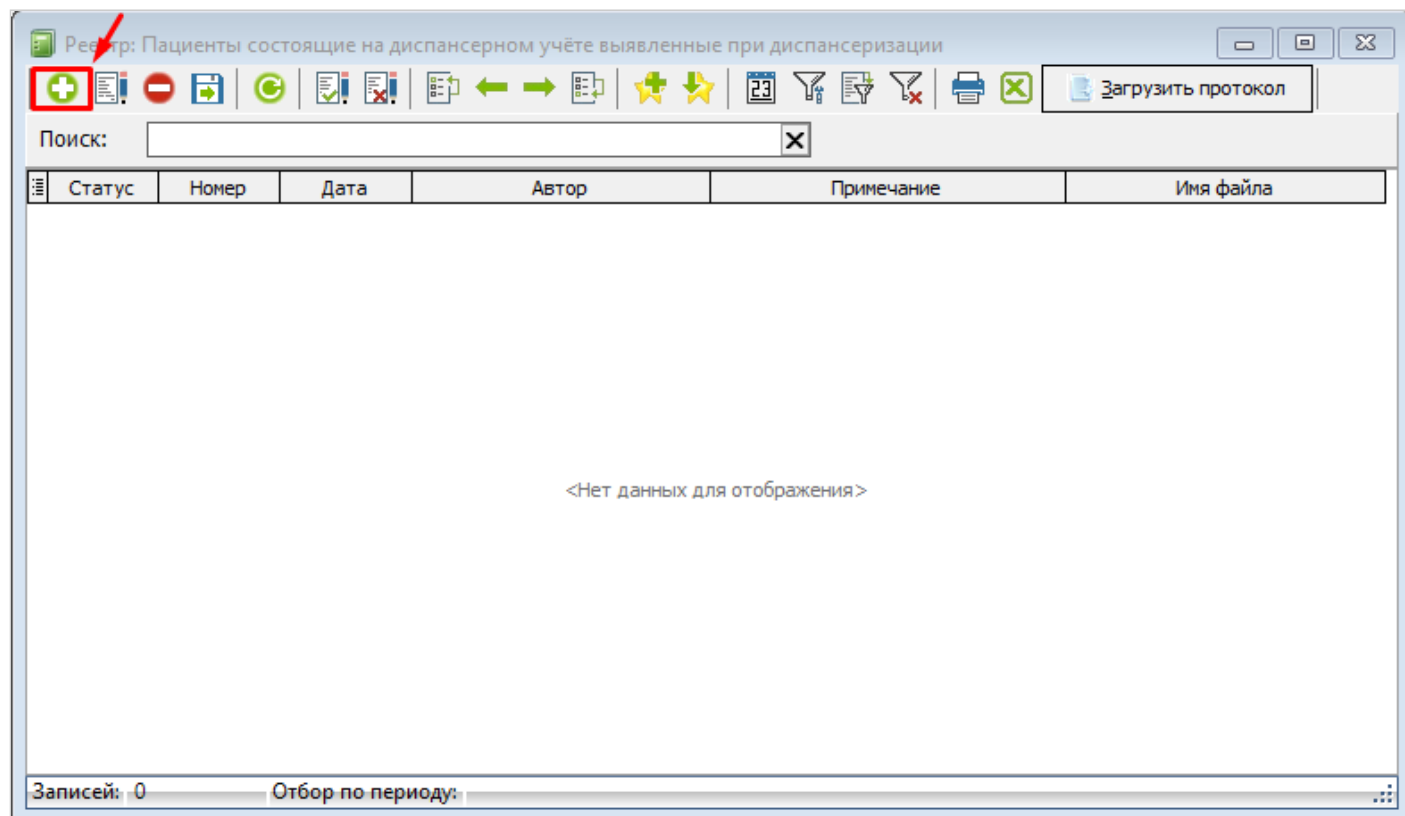 Реестр: Пациенты состоящие на диспансерном учёте выявленные при диспансеризации
23 Загрузить протокол
Поиск:
Статус Номер Дата Автор Примечание Имя файла
<Нет данных для отображения>
Записей: 0 Отбор по периоду: